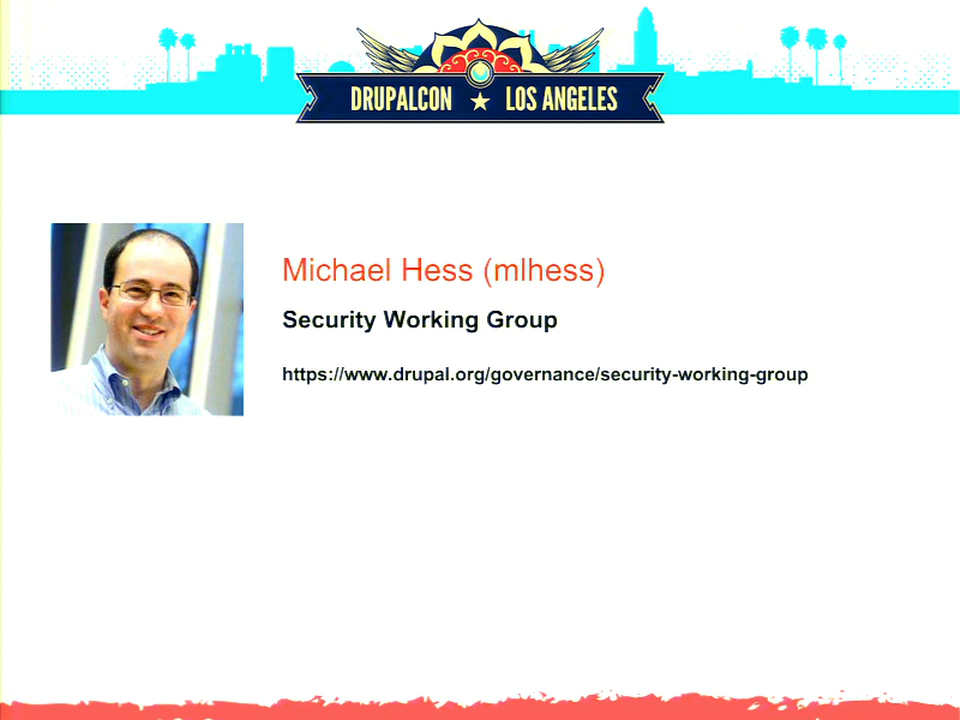 DRUPALCON ★ LOS ANGELES
Michael Hess (mlhess)
Security Working Group
https://www.drupal.org/governance/security-working-group